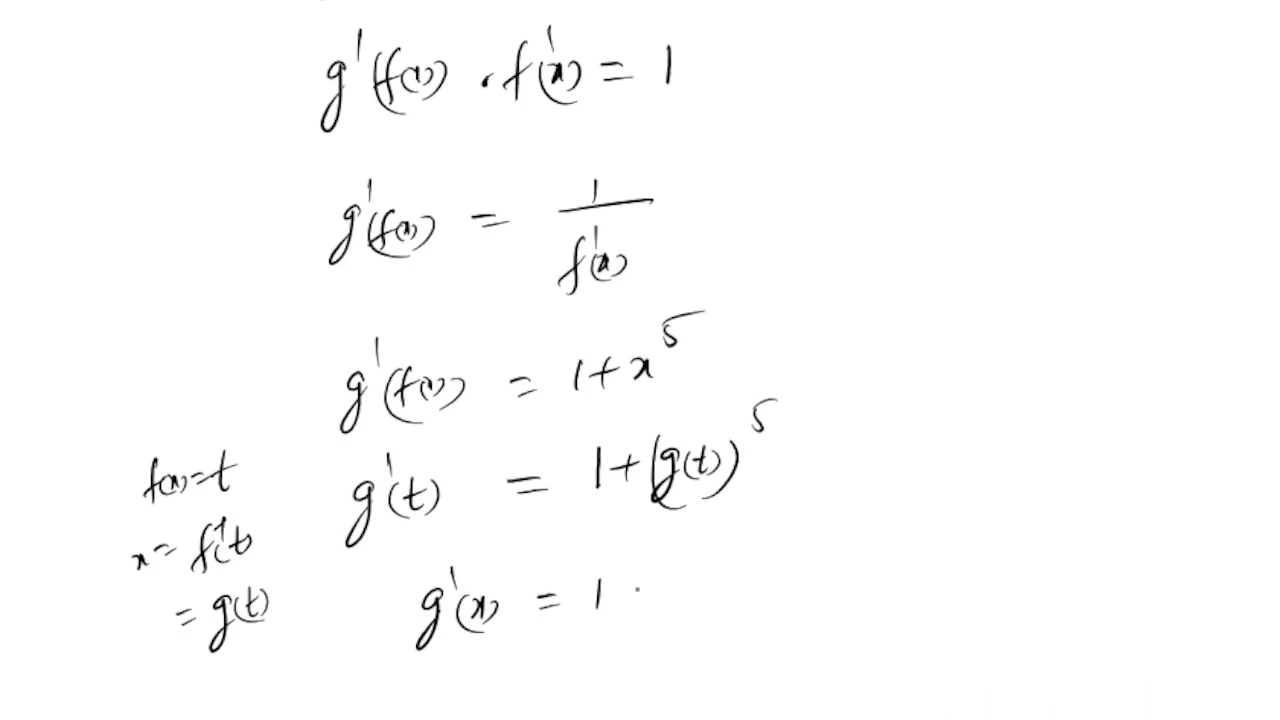 g'(f(x)) . f'(x) = 1
g'(f(x)) = 1/f'(x)
g'(f(x)) = 1+x^5
f(x)=t
g'(t) = 1+(g(t))^5
x= f^-1(t)
= g(t)
g'(x) = 1